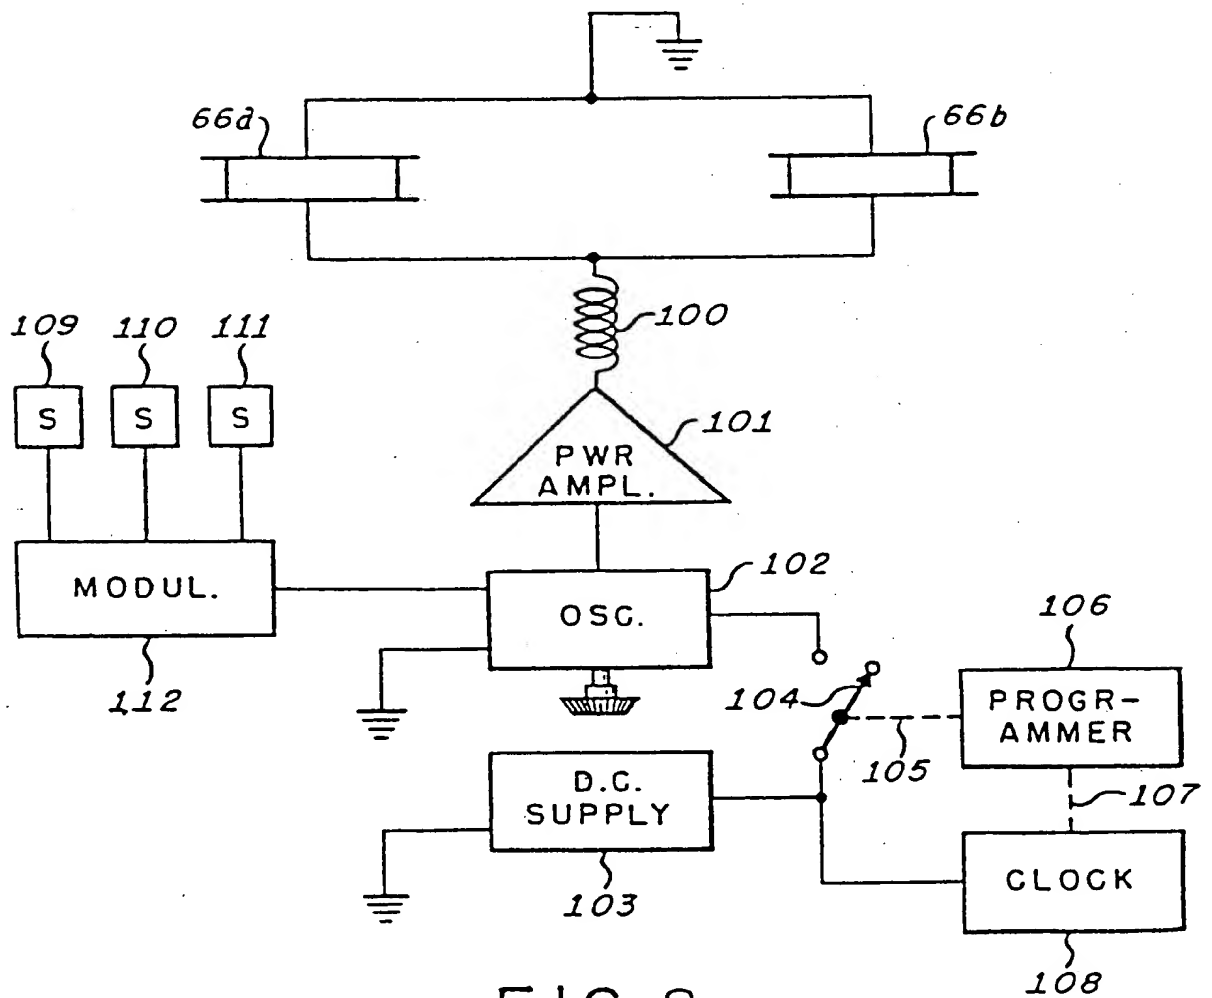 66a
66b
100
109 110 111
S S S
101
PWR
AMPL.
102
MODUL.
OSC.
106
112
104
PROGR-
AMMER
105
D.C.
SUPPLY
107
CLOCK
103
108